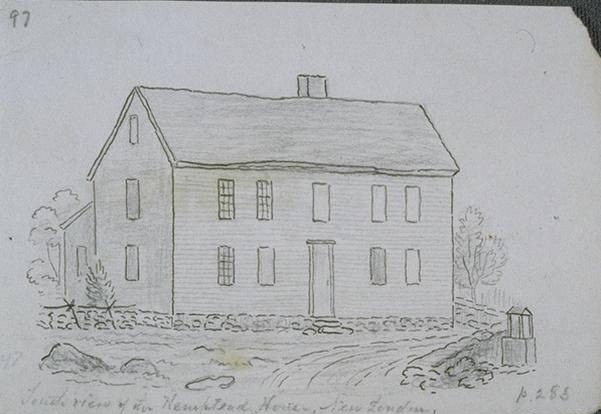 97
47
South view of the Hempstead House, New London.
p. 283